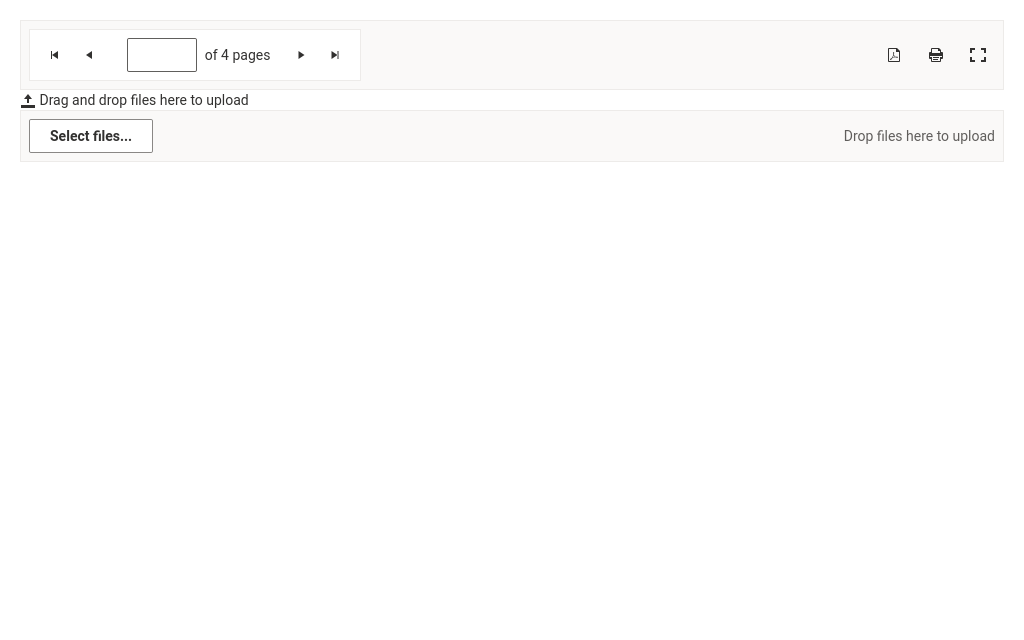 of 4 pages
Drag and drop files here to upload
Select files...
Drop files here to upload